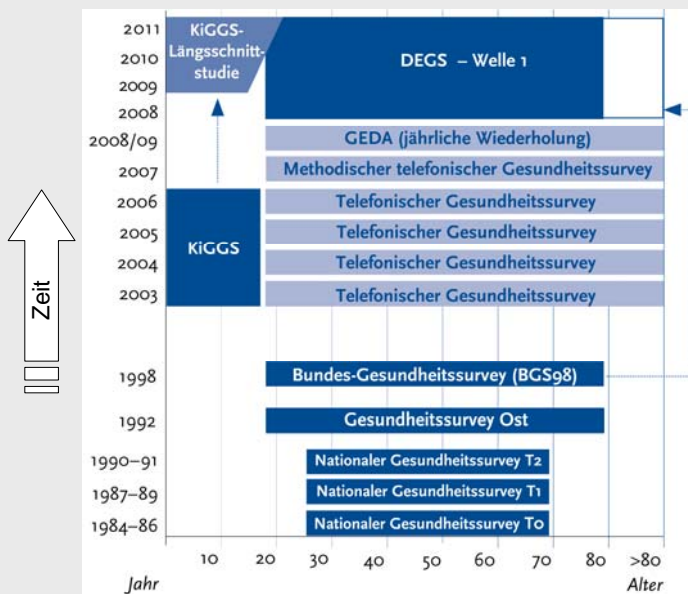 2011
KiGGS-
Längsschnitt-
studie
2010
DEGS – Welle 1
2009
2008
2008/09
GEDA (jährliche Wiederholung)
2007
Methodischer telefonischer Gesundheitssurvey
2006
Telefonischer Gesundheitssurvey
KiGGS
2005
Telefonischer Gesundheitssurvey
2004
Telefonischer Gesundheitssurvey
2003
Telefonischer Gesundheitssurvey
Zeit
1998
Bundes-Gesundheitssurvey (BGS98)
1992
Gesundheitssurvey Ost
1990–91
Nationaler Gesundheitssurvey T2
1987–89
Nationaler Gesundheitssurvey T1
1984–86
Nationaler Gesundheitssurvey T0
10 20 30 40 50 60 70 80 >80
Jahr Alter